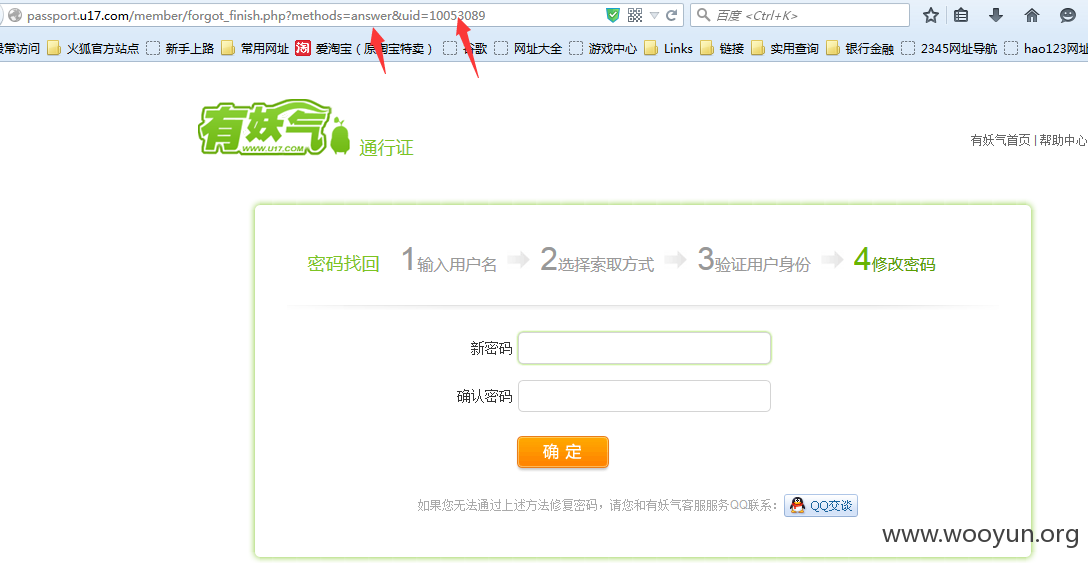 passport.u17.com/member/forgot_finish.php?methods=answer&uid=10053089
百度 <Ctrl+K>
最常访问 火狐官方站点 新手上路 常用网址 淘 爱淘宝（原淘宝特卖） 谷歌 网址大全 游戏中心 Links 链接 实用查询 银行金融 2345网址导航 hao123网址
有妖气
WWW.U17.COM
通行证
有妖气首页 | 帮助中心
密码找回 1输入用户名 2选择索取方式 3验证用户身份 4修改密码
新密码
确认密码
确 定
如果您无法通过上述方法修复密码，请您和有妖气客服服务QQ联系： QQ交谈
www.wooyun.org